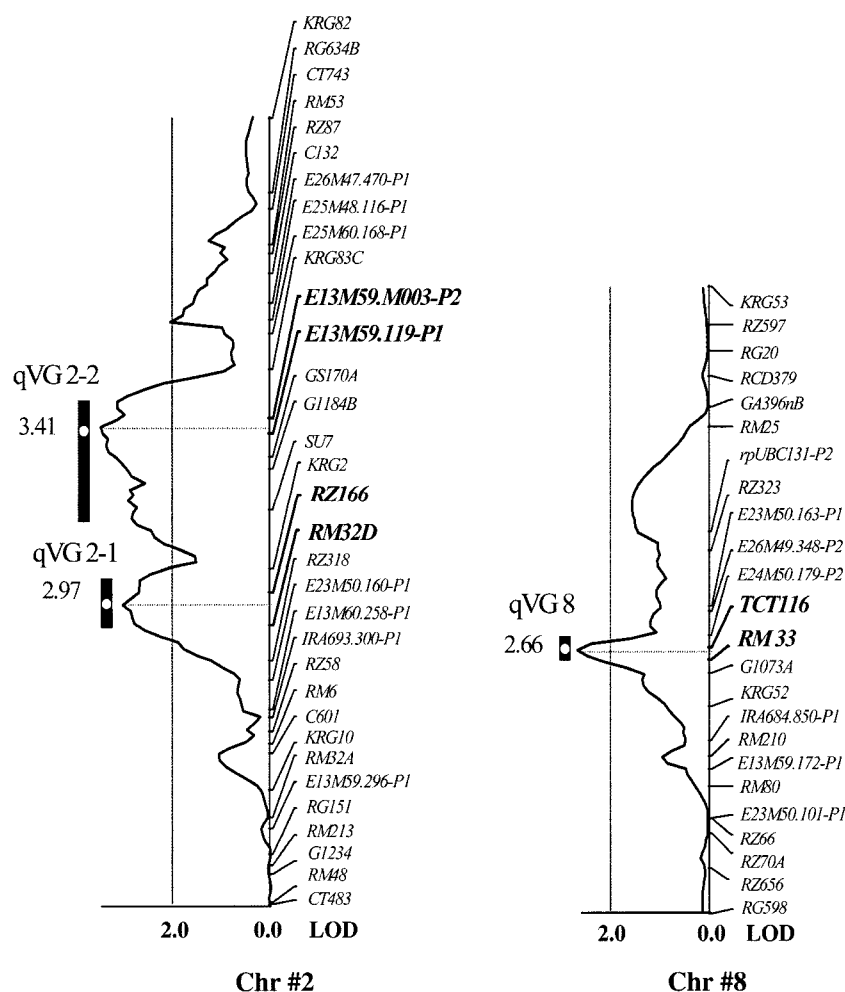 KRG82
RG634B
CT743
RM53
RZ87
C132
E26M47.470-P1
E25M48.116-P1
E25M60.168-P1
KRG83C
E13M59.M003-P2
E13M59.119-P1
GS170A
G1184B
SU7
KRG2
RZ166
RM32D
RZ318
E23M50.160-P1
E13M60.258-P1
IRA693.300-P1
RZ58
RM6
C601
KRG10
RM32A
E13M59.296-P1
RG151
RM213
G1234
RM48
CT483
qVG 2-2
3.41
qVG 2-1
2.97
2.0 0.0 LOD
Chr #2
KRG53
RZ597
RG20
RCD379
GA396nB
RM25
rpUBC131-P2
RZ323
E23M50.163-P1
E26M49.348-P2
E24M50.179-P2
TCT116
RM 33
G1073A
KRG52
IRA684.850-P1
RM210
E13M59.172-P1
RM80
E23M50.101-P1
RZ66
RZ70A
RZ656
RG598
qVG 8
2.66
2.0 0.0 LOD
Chr #8